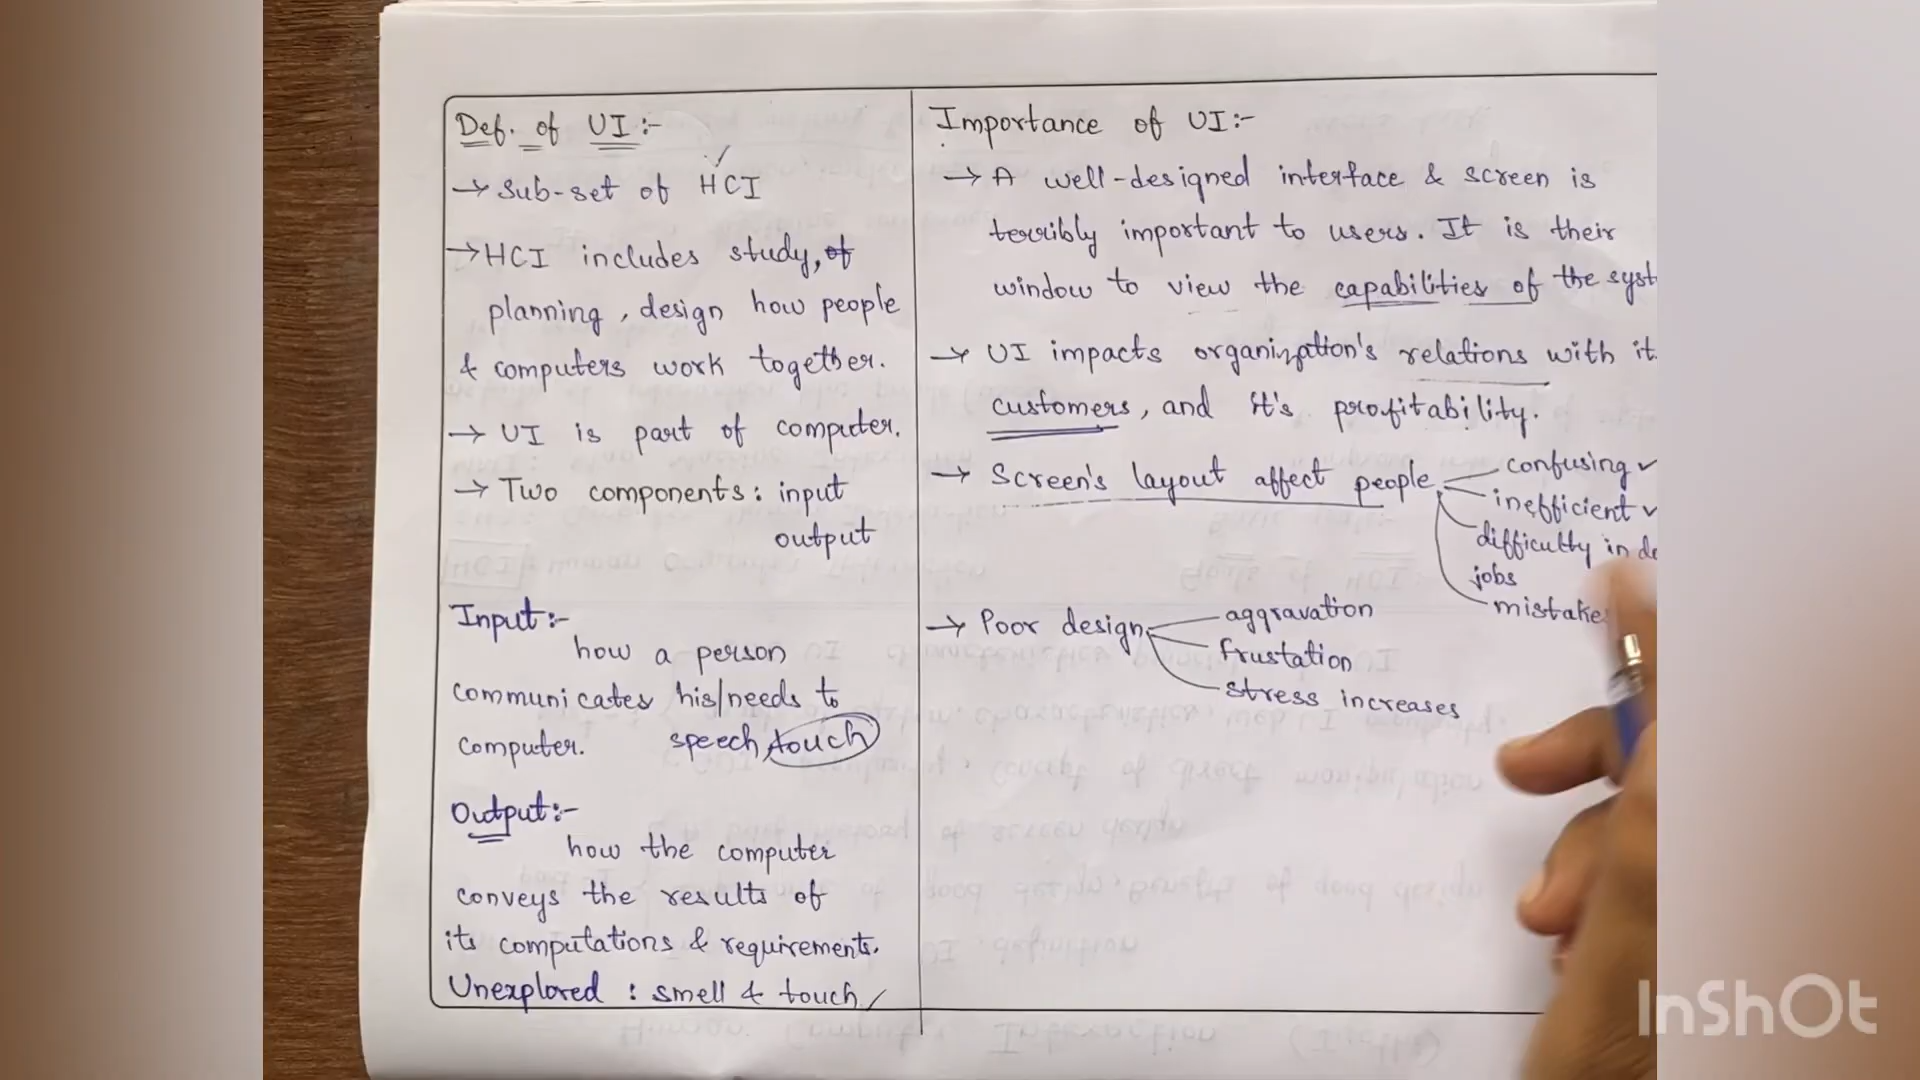 Def. of UI :-
→ Sub-set of HCI
→ HCI includes study, of
planning, design how people
& computers work together.
→ UI is part of computer.
→ Two components : input
output
Input :-
how a person
communicates his/needs to
computer. speech, touch
Output :-
how the computer
conveys the results of
its computations & requirements.
Unexplored : smell & touch
Importance of UI :-
→ A well-designed interface & screen is
terribly important to users. It is their
window to view the capabilities of the syst
→ UI impacts organization's relations with it
customers, and it's profitability.
→ Screen's layout affect people
confusing ✓
inefficient ✓
difficulty in do
jobs
mistakes
→ Poor design
aggravation
frustation
stress increases
InShOt